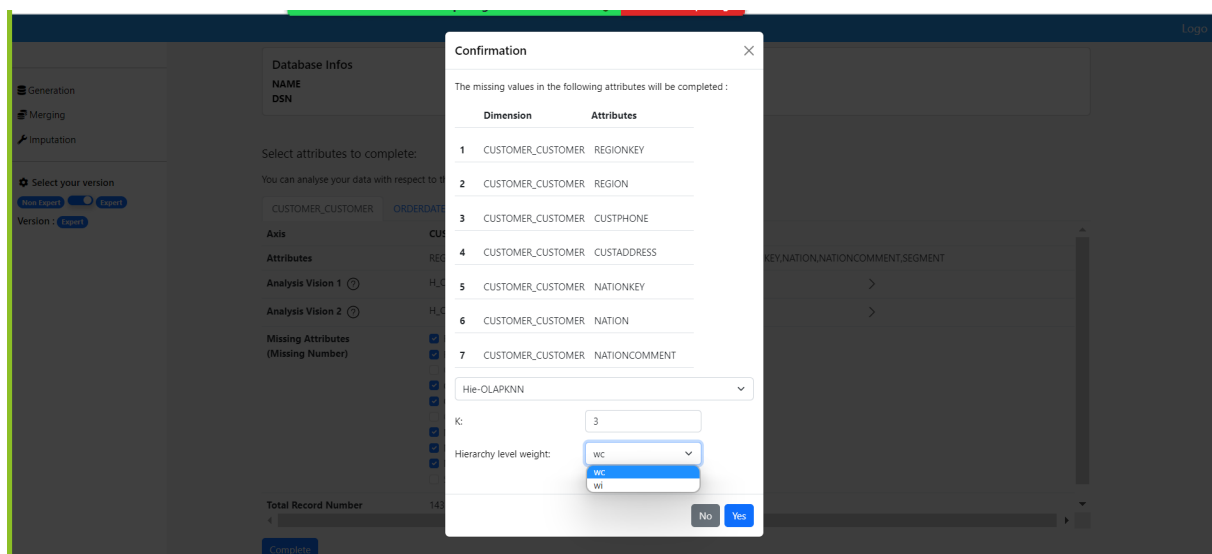 Logo
Confirmation
The missing values in the following attributes will be completed :
Dimension Attributes
1 CUSTOMER_CUSTOMER REGIONKEY
2 CUSTOMER_CUSTOMER REGION
3 CUSTOMER_CUSTOMER CUSTPHONE
4 CUSTOMER_CUSTOMER CUSTADDRESS
5 CUSTOMER_CUSTOMER NATIONKEY
6 CUSTOMER_CUSTOMER NATION
7 CUSTOMER_CUSTOMER NATIONCOMMENT
Hie-OLAPKNN
K: 3
Hierarchy level weight: wc
wc
wi
No Yes
Generation
Merging
Imputation
Select your version
Non Expert Expert
Version : Expert
Database Infos
NAME
DSN
Select attributes to complete:
You can analyse your data with respect to
CUSTOMER_CUSTOMER ORDERDATE
Axis
Attributes
KEY,NATION,NATIONCOMMENT,SEGMENT
Analysis Vision 1 ?
Analysis Vision 2 ?
Missing Attributes
(Missing Number)
Total Record Number 143
Complete